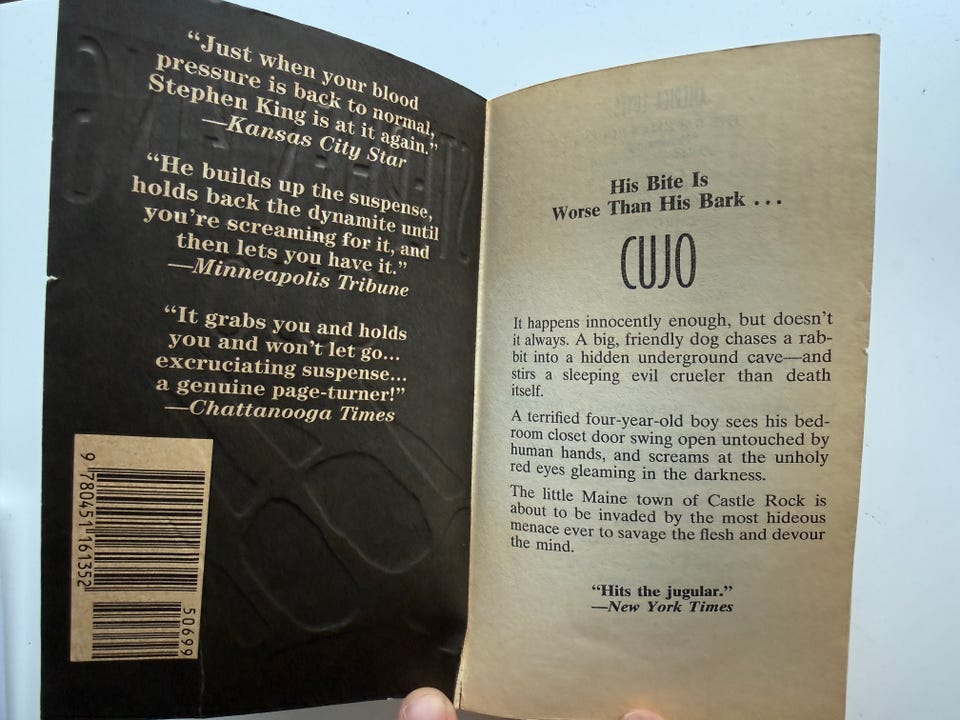 “Just when your blood
pressure is back to normal,
Stephen King is at it again.”
—Kansas City Star
“He builds up the suspense,
holds back the dynamite until
you’re screaming for it, and
then lets you have it.”
—Minneapolis Tribune
“It grabs you and holds
you and won’t let go...
excruciating suspense...
a genuine page-turner!”
—Chattanooga Times
9 780451 161352
50699
His Bite Is
Worse Than His Bark . . .
CUJO
It happens innocently enough, but doesn’t
it always. A big, friendly dog chases a rab-
bit into a hidden underground cave—and
stirs a sleeping evil crueler than death
itself.
A terrified four-year-old boy sees his bed-
room closet door swing open untouched by
human hands, and screams at the unholy
red eyes gleaming in the darkness.
The little Maine town of Castle Rock is
about to be invaded by the most hideous
menace ever to savage the flesh and devour
the mind.
“Hits the jugular.”
—New York Times